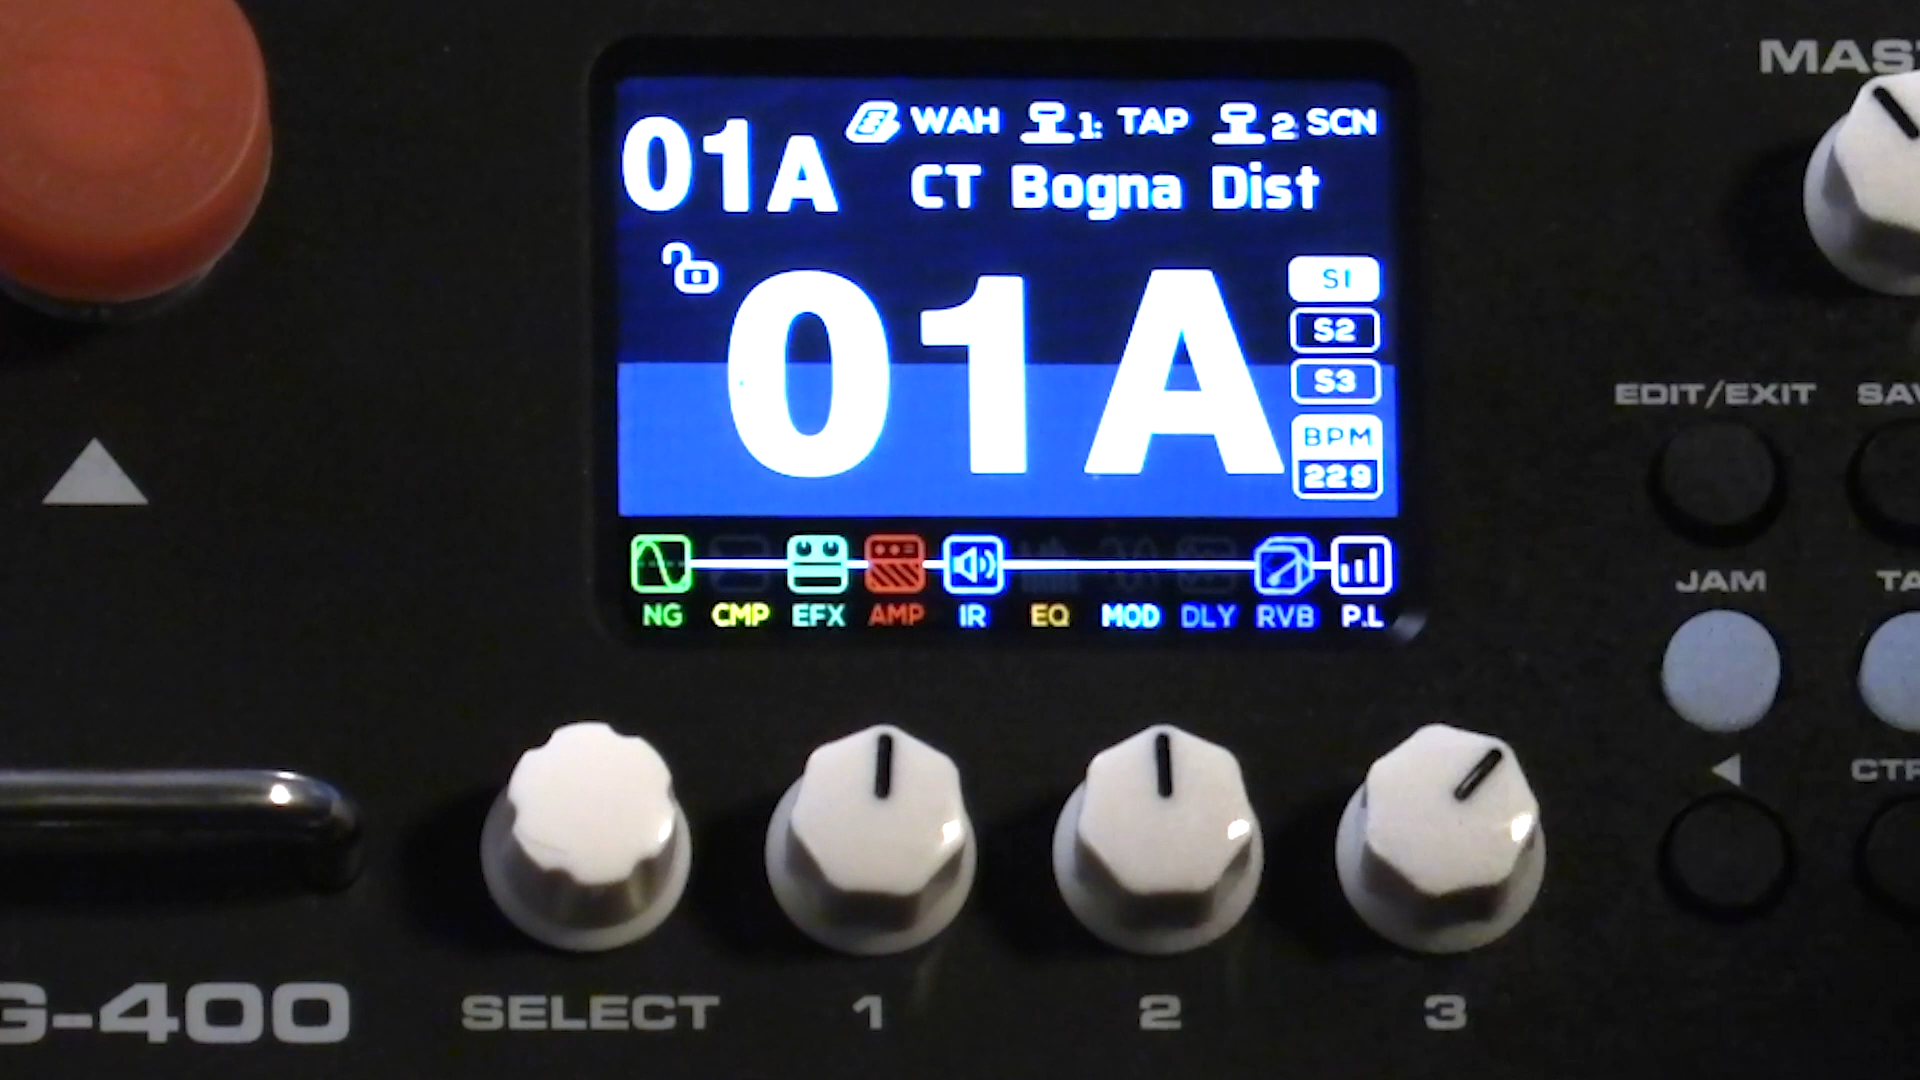 MAST
01A WAH 1: TAP 2: SCN
CT Bogna Dist
01A
S1
S2
S3
BPM
229
EDIT/EXIT SAV
NG CMP EFX AMP IR EQ MOD DLY RVB P.L
JAM TA
CTR
G-400
SELECT 1 2 3